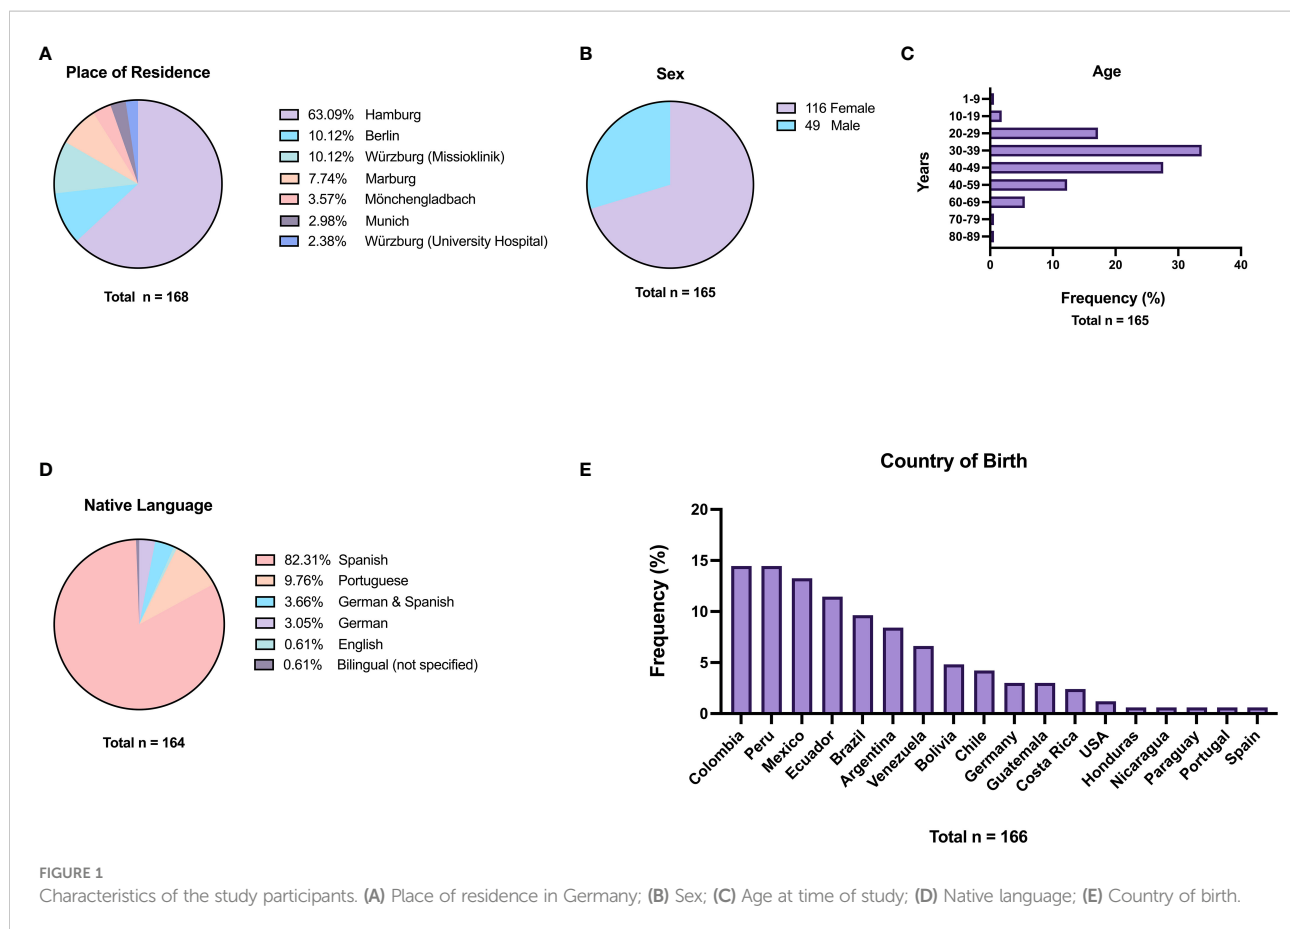 A
Place of Residence
63.09% Hamburg
10.12% Berlin
10.12% Würzburg (Missioklinik)
7.74% Marburg
3.57% Mönchengladbach
2.98% Munich
2.38% Würzburg (University Hospital)
Total n = 168
B
Sex
116 Female
49 Male
Total n = 165
C
Age
Years
1-9
10-19
20-29
30-39
40-49
40-59
60-69
70-79
80-89
0 10 20 30 40
Frequency (%)
Total n = 165
D
Native Language
82.31% Spanish
9.76% Portuguese
3.66% German & Spanish
3.05% German
0.61% English
0.61% Bilingual (not specified)
Total n = 164
E
Country of Birth
Frequency (%)
20
15
10
5
0
Colombia
Peru
Mexico
Ecuador
Brazil
Argentina
Venezuela
Bolivia
Chile
Germany
Guatemala
Costa Rica
USA
Honduras
Nicaragua
Paraguay
Portugal
Spain
Total n = 166
FIGURE 1
Characteristics of the study participants. (A) Place of residence in Germany; (B) Sex; (C) Age at time of study; (D) Native language; (E) Country of birth.